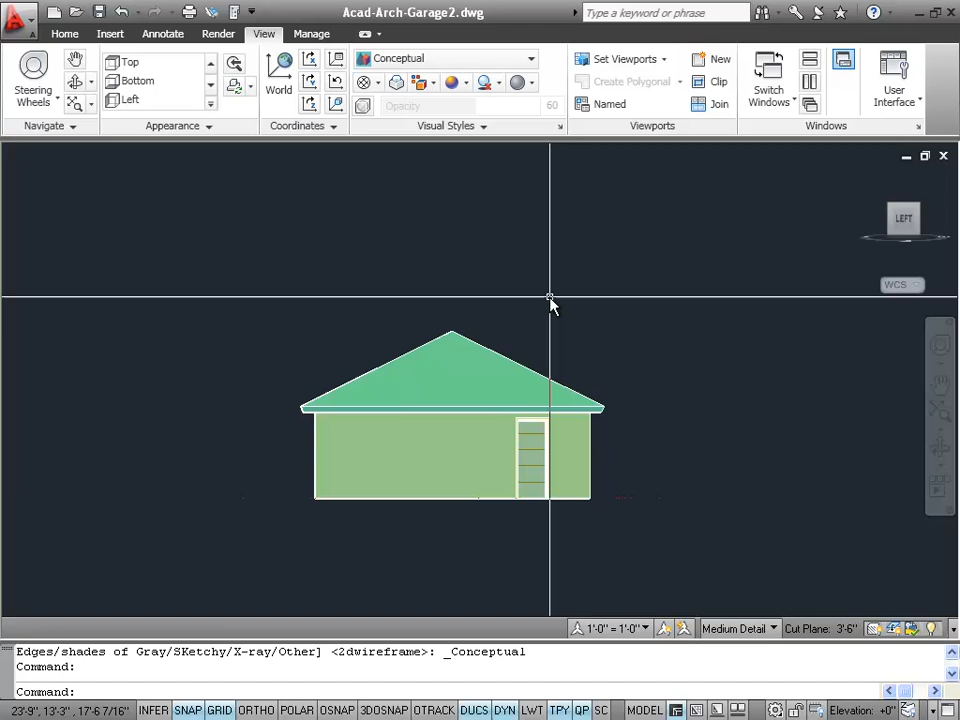 Acad-Arch-Garage2.dwg
Type a keyword or phrase
Home Insert Annotate Render View Manage
Top
Bottom
Left
Steering
Wheels
World
Conceptual
Opacity 60
Set Viewports
New
Create Polygonal
Clip
Named
Join
Switch
Windows
User
Interface
Navigate
Appearance
Coordinates
Visual Styles
Viewports
Windows
LEFT
WCS
1'-0" = 1'-0"
Medium Detail
Cut Plane: 3'-6"
Edges/shades of Gray/SKetchy/X-ray/Other] <2dwireframe>: _Conceptual
Command:
Command:
23'-9", 13'-3" , 17'-6 7/16" INFER SNAP GRID ORTHO POLAR OSNAP 3DOSNAP OTRACK DUCS DYN LWT TPY QP SC MODEL Elevation: +0"